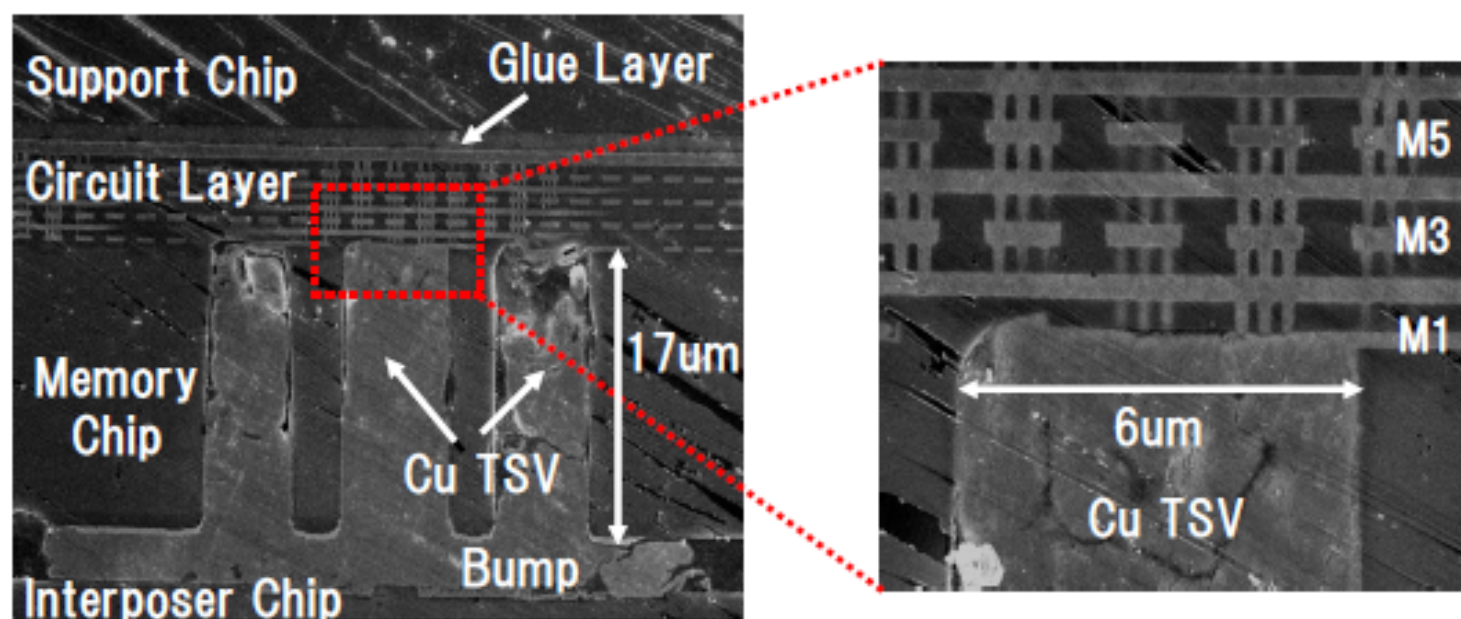 Support Chip
Glue Layer
Circuit Layer
Memory
Chip
17um
Cu TSV
Bump
Interposer Chip
M5
M3
M1
6um
Cu TSV